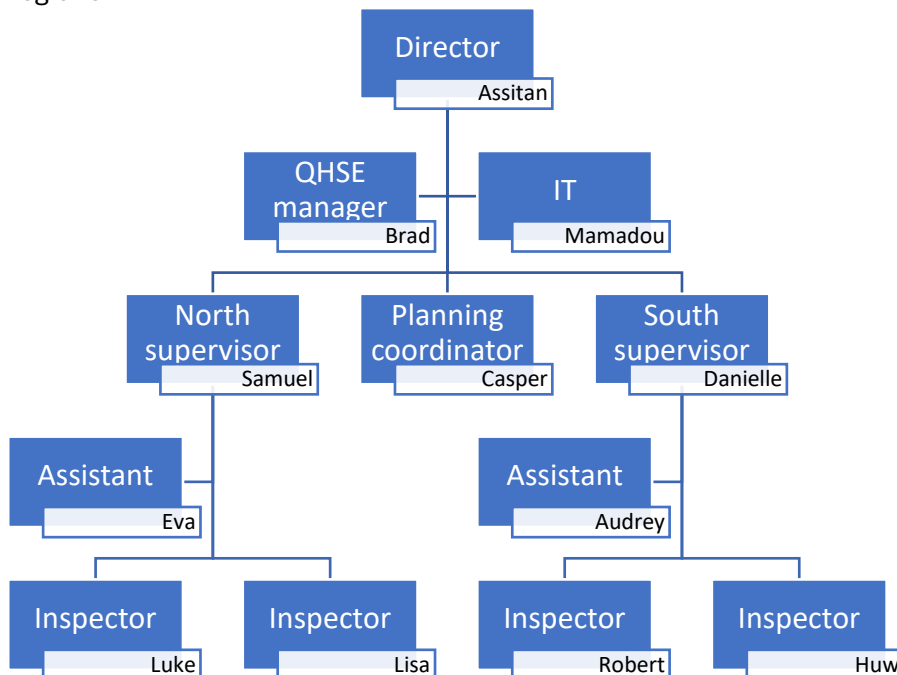 Director
Assitan
QHSE
manager
Brad
IT
Mamadou
North
supervisor
Samuel
Planning
coordinator
Casper
South
supervisor
Danielle
Assistant
Eva
Assistant
Audrey
Inspector
Luke
Inspector
Lisa
Inspector
Robert
Inspector
Huw